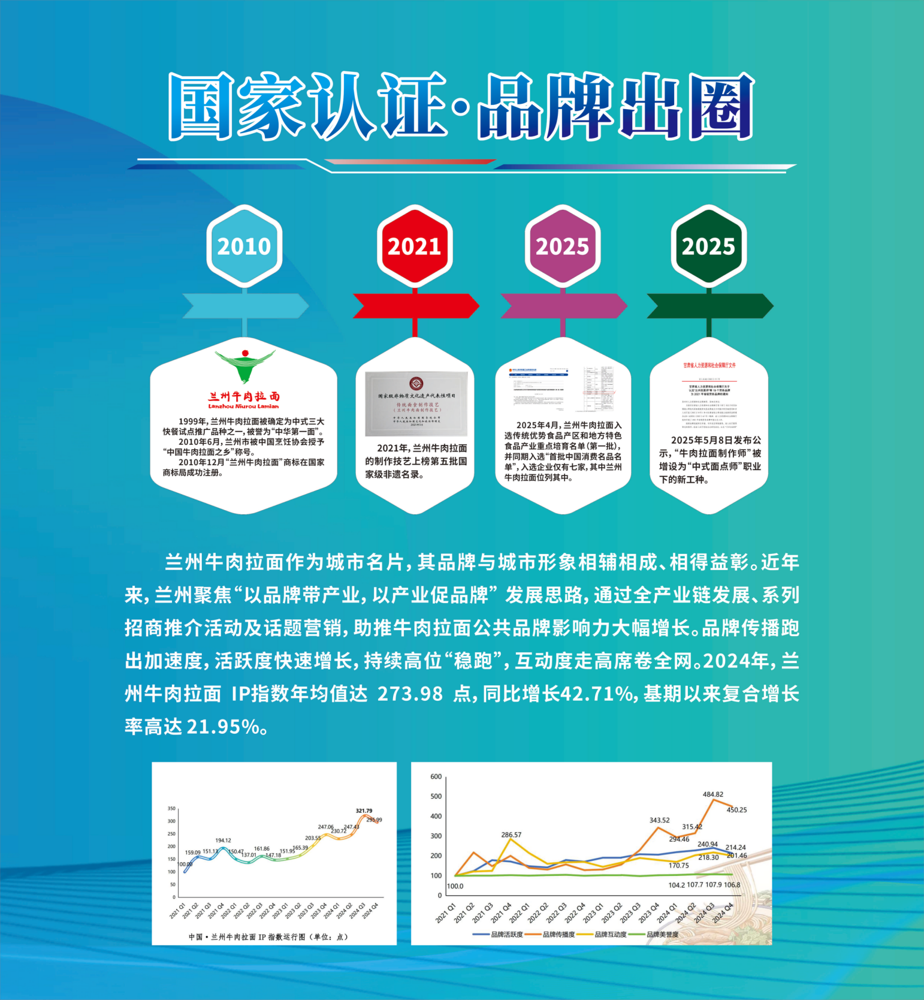 国家认证·品牌出圈
2010
2021
2025
2025
兰州牛肉拉面
Lanzhou Niurou Lamian
1999年,兰州牛肉拉面被确定为中式三大
快餐试点推广品种之一,被誉为“中华第一面”。
2010年6月,兰州市被中国烹饪协会授予
“中国牛肉拉面之乡”称号。
2010年12月“兰州牛肉拉面”商标在国家
商标局成功注册。
国家级非物质文化遗产代表性项目
传统面食制作技艺
(兰州牛肉面制作技艺)
2021年,兰州牛肉拉面
的制作技艺上榜第五批国
家级非遗名录。
2025年4月,兰州牛肉拉面入
选传统优势食品产区和地方特色
食品产业重点培育名单(第一批),
并同期入选“首批中国消费名品名
单”,入选企业仅有七家,其中兰州
牛肉拉面位列其中。
甘肃省人力资源和社会保障厅文件
甘肃省人力资源和社会保障厅关于
2025年5月8日发布公
示,“牛肉拉面制作师”被
增设为“中式面点师”职业
下的新工种。
兰州牛肉拉面作为城市名片,其品牌与城市形象相辅相成、相得益彰。近年
来,兰州聚焦“以品牌带产业,以产业促品牌” 发展思路,通过全产业链发展、系列
招商推介活动及话题营销,助推牛肉拉面公共品牌影响力大幅增长。品牌传播跑
出加速度,活跃度快速增长,持续高位“稳跑”,互动度走高席卷全网。2024年,兰
州牛肉拉面 IP指数年均值达 273.98 点,同比增长42.71%,基期以来复合增长
率高达 21.95%。
350
300
250
200
150
100
50
0
100.00
159.09
151.13
194.12
150.47
137.01
161.86
147.18
151.95
165.39
203.55
247.06
230.72
247.43
321.79
295.99
2021 Q1
2021 Q2
2021 Q3
2021 Q4
2022 Q1
2022 Q2
2022 Q3
2022 Q4
2023 Q1
2023 Q2
2023 Q3
2023 Q4
2024 Q1
2024 Q2
2024 Q3
2024 Q4
中国·兰州牛肉拉面 IP 指数运行图(单位:点)
600
500
400
300
200
100
0
100.0
286.57
343.52
294.46
315.42
484.82
450.25
240.94
214.24
170.75
218.30
201.46
104.2
107.7
107.9
106.8
2021 Q1
2021 Q2
2021 Q3
2021 Q4
2022 Q1
2022 Q2
2022 Q3
2022 Q4
2023 Q1
2023 Q2
2023 Q3
2023 Q4
2024 Q1
2024 Q2
2024 Q3
2024 Q4
品牌活跃度
品牌传播度
品牌互动度
品牌美誉度